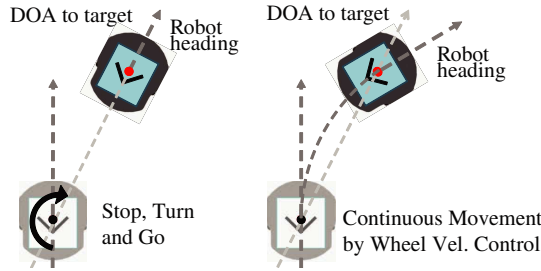 DOA to target
Robot
heading
Stop, Turn
and Go
DOA to target
Robot
heading
Continuous Movement
by Wheel Vel. Control